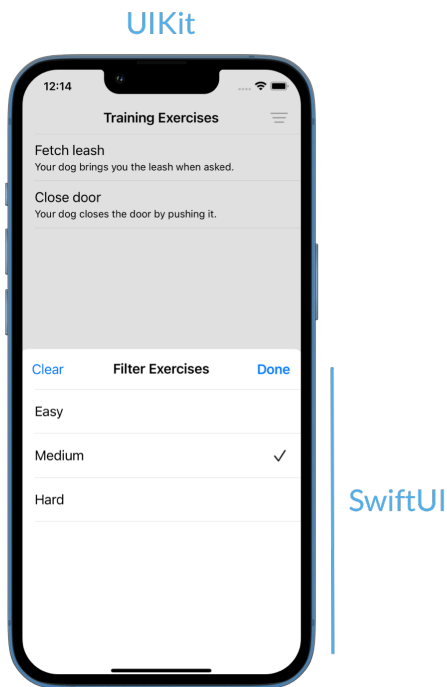 UIKit
12:14
Training Exercises
Fetch leash
Your dog brings you the leash when asked.
Close door
Your dog closes the door by pushing it.
Clear Filter Exercises Done
Easy
Medium
Hard
SwiftUI